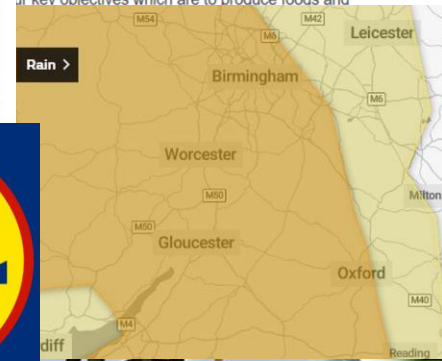 ur key objectives which are to produce foods and
M54
M42
M6
Leicester
Rain >
Birmingham
M6
Worcester
M50
Milton
M50
Gloucester
Oxford
M40
M4
diff
Reading